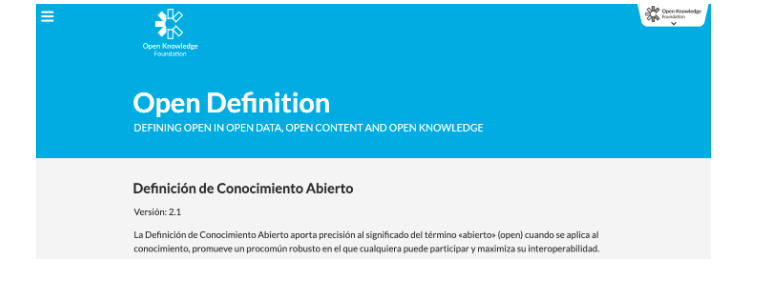 Open Knowledge
Foundation
Open Knowledge
Foundation
Open Definition
DEFINING OPEN IN OPEN DATA, OPEN CONTENT AND OPEN KNOWLEDGE
Definición de Conocimiento Abierto
Versión: 2.1
La Definición de Conocimiento Abierto aporta precisión al significado del término «abierto» (open) cuando se aplica al
conocimiento, promueve un procomún robusto en el que cualquiera puede participar y maximiza su interoperabilidad.